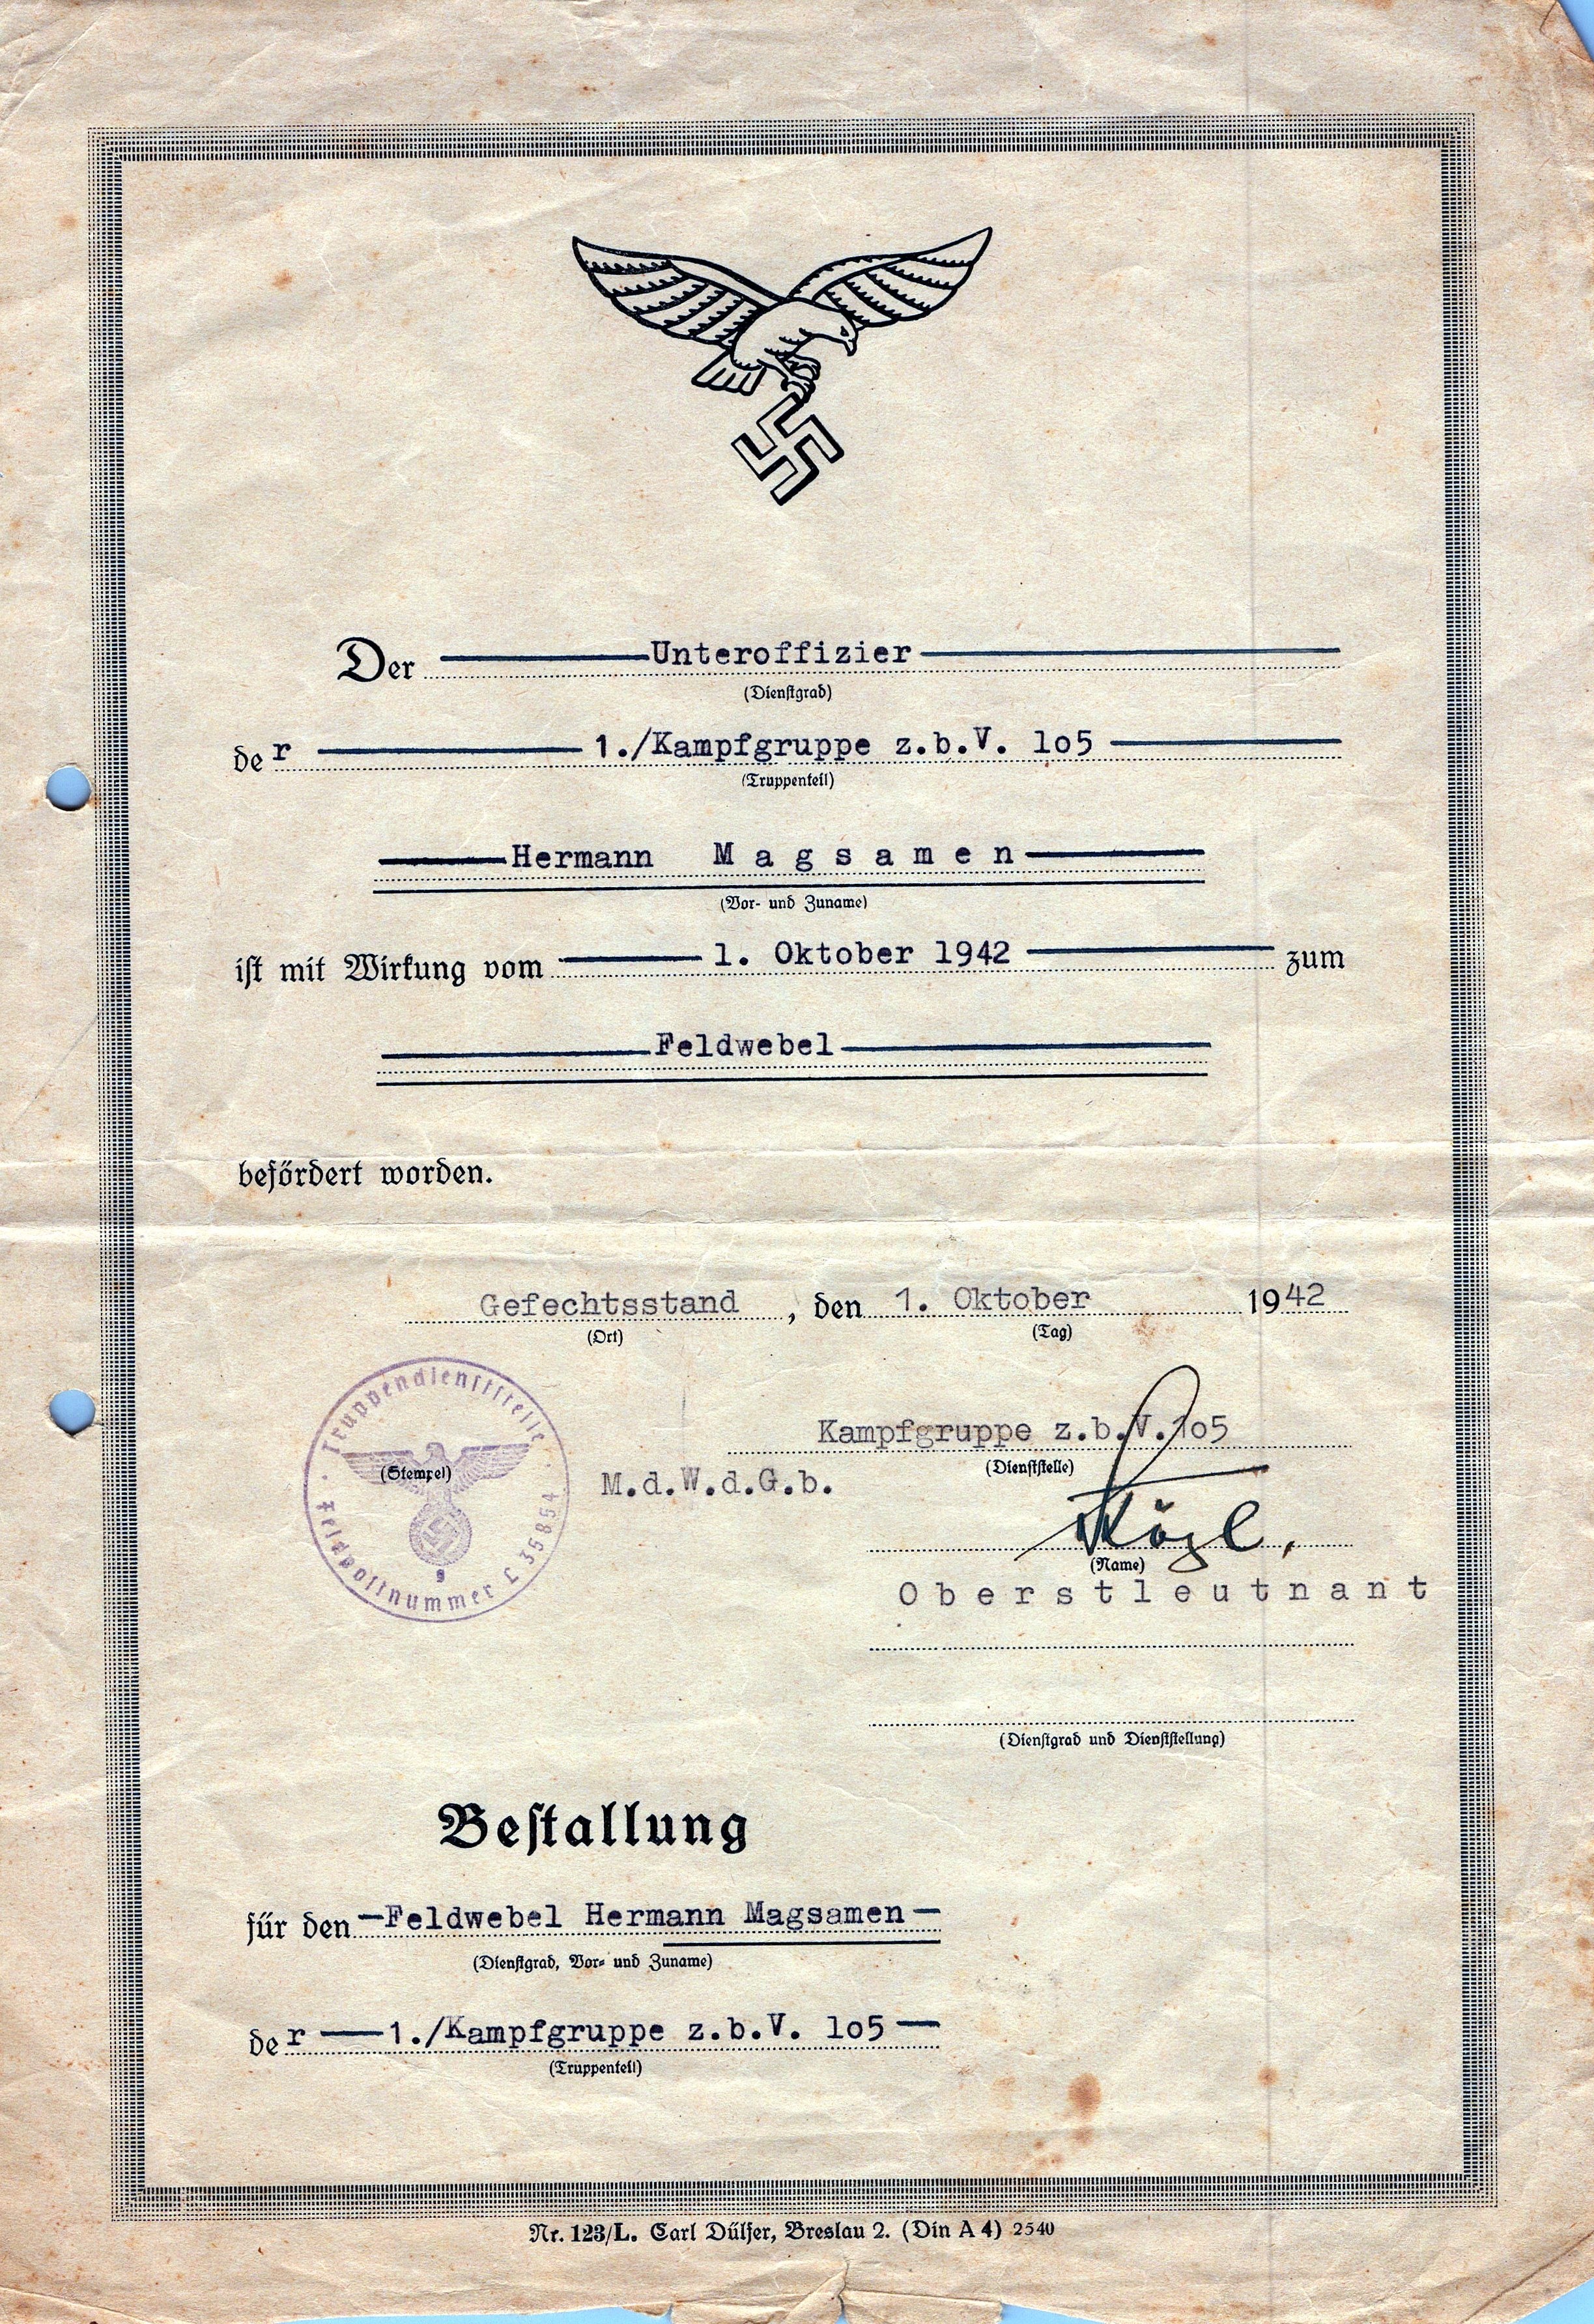 Der Unteroffizier
(Dienstgrad)
der 1./Kampfgruppe z.b.V. 1o5
(Truppenteil)
Hermann Magsamen
(Vor- und Zuname)
ist mit Wirkung vom 1. Oktober 1942 zum
Feldwebel
befördert worden.
Gefechtsstand, den 1. Oktober 1942
(Ort) (Tag)
Truppendienststelle
Feldpostnummer L 35854
(Stempel)
Kampfgruppe z.b.V.1o5
(Dienststelle)
M.d.W.d.G.b.
(Name)
Oberstleutnant
(Dienstgrad und Dienststellung)
Bestallung
für den Feldwebel Hermann Magsamen
(Dienstgrad, Vor- und Zuname)
der 1./Kampfgruppe z.b.V. 1o5
(Truppenteil)
Nr. 123/L. Carl Dülfer, Breslau 2. (Din A 4) 2540